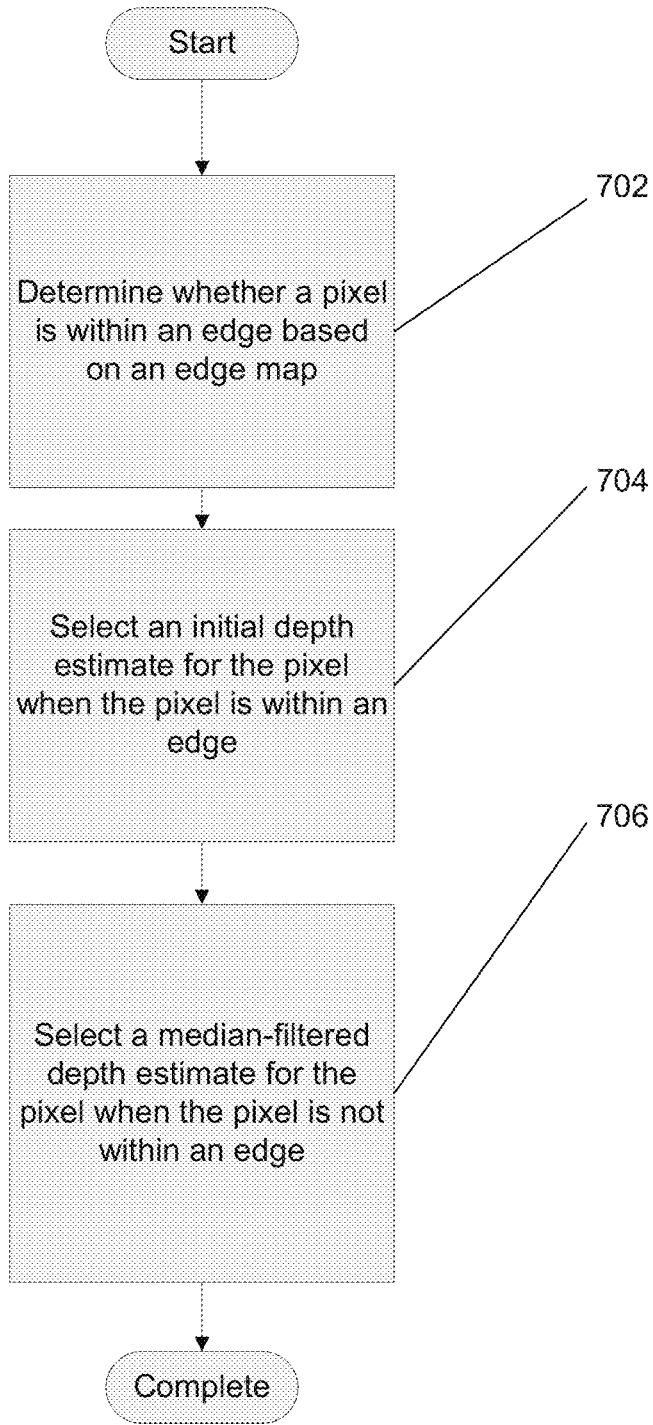 Start
702
Determine whether a pixel
is within an edge based
on an edge map
704
Select an initial depth
estimate for the pixel
when the pixel is within an
edge
706
Select a median-filtered
depth estimate for the
pixel when the pixel is not
within an edge
Complete